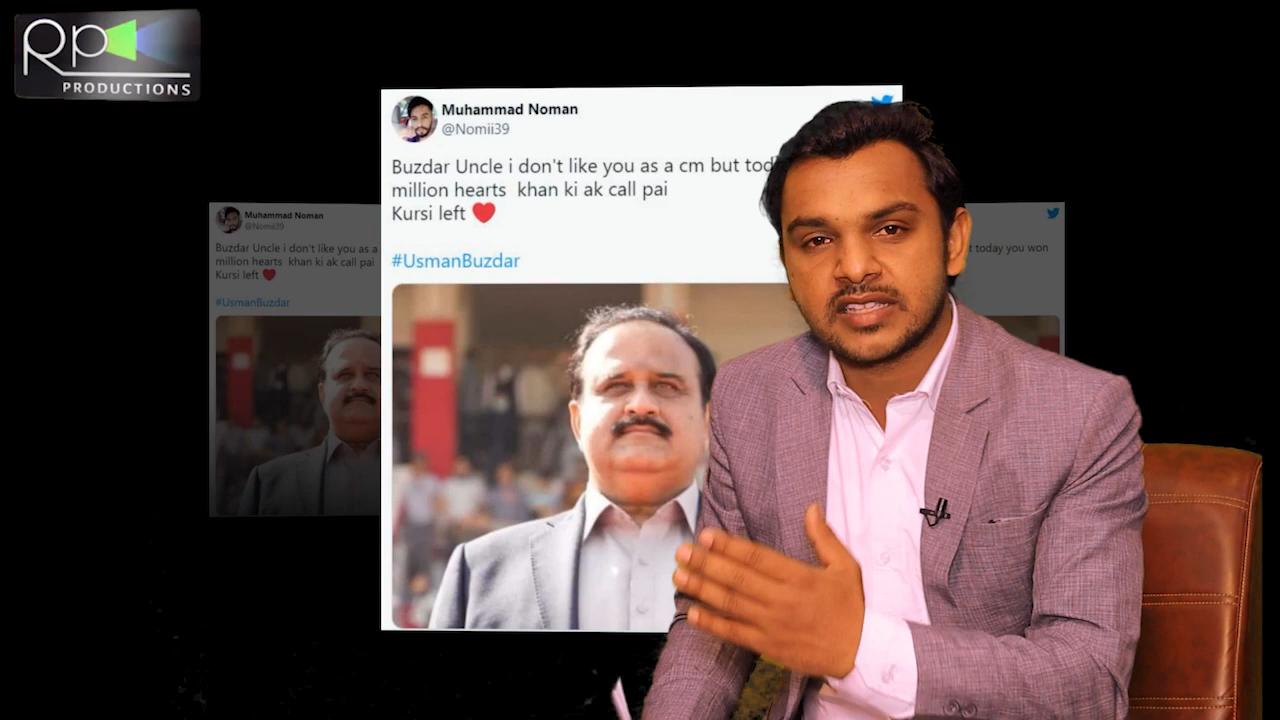 Rp
PRODUCTIONS
Muhammad Noman
@Nomii39
Buzdar Uncle i don't like you as a cm but tod
million hearts khan ki ak call pai
Kursi left ❤
#UsmanBuzdar
Muhammad Noman
@Nomii39
Buzdar Uncle i don't like you as a
million hearts khan ki ak call pai
Kursi left ❤
#UsmanBuzdar
t today you won